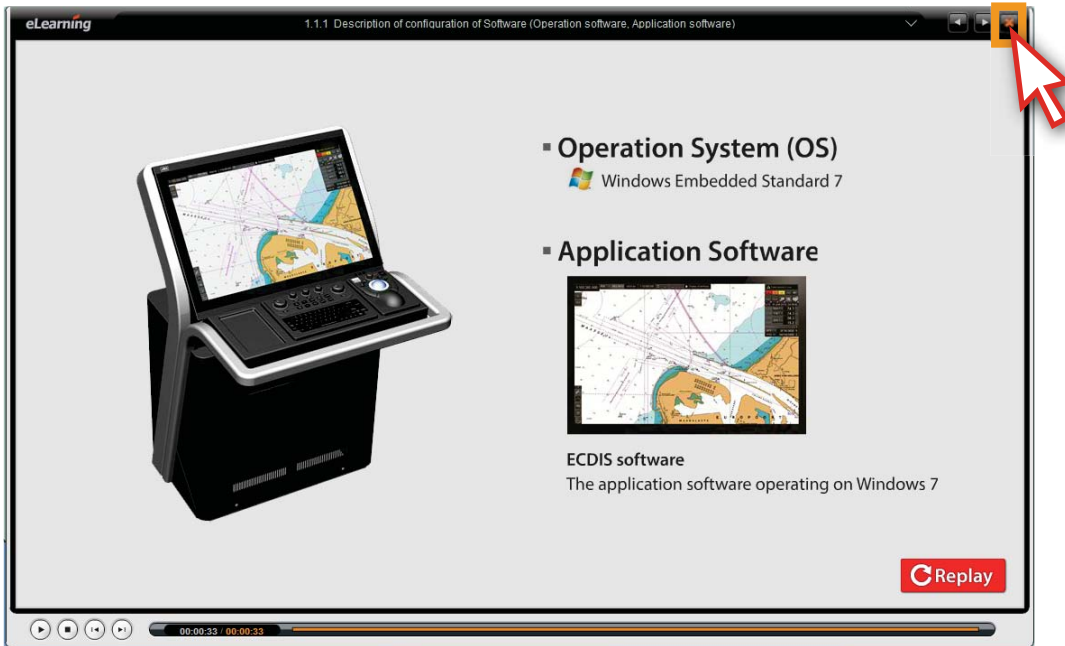 eLearning
1.1.1 Description of configuration of Software (Operation software, Application software)
Operation System (OS)
Windows Embedded Standard 7
Application Software
ECDIS software
The application software operating on Windows 7
Replay
00:00:33 / 00:00:33